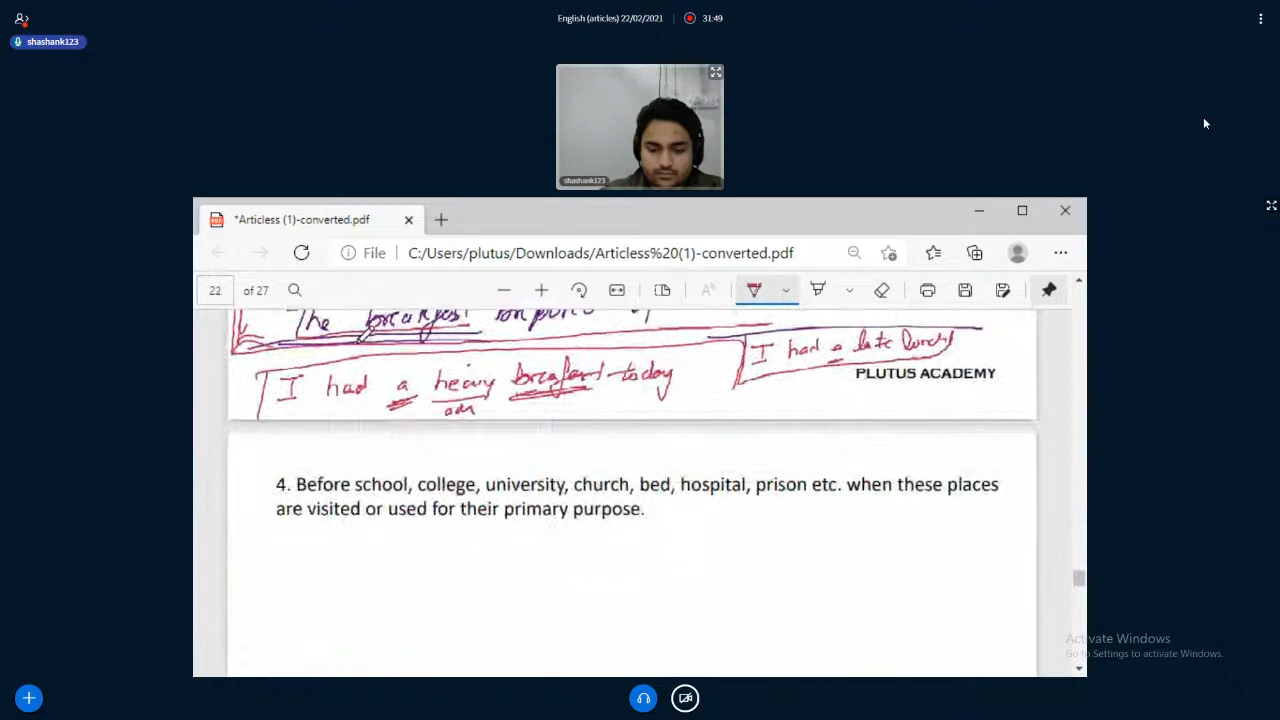 English (articles) 22/02/2021
31:49
shashank123
shashank123
*Articless (1)-converted.pdf
File
C:/Users/plutus/Downloads/Articless%20(1)-converted.pdf
22 of 27
The breakfast
I had a late lunch
I had a heavy today
PLUTUS ACADEMY
4. Before school, college, university, church, bed, hospital, prison etc. when these places
are visited or used for their primary purpose.
Activate Windows
Go to Settings to activate Windows.